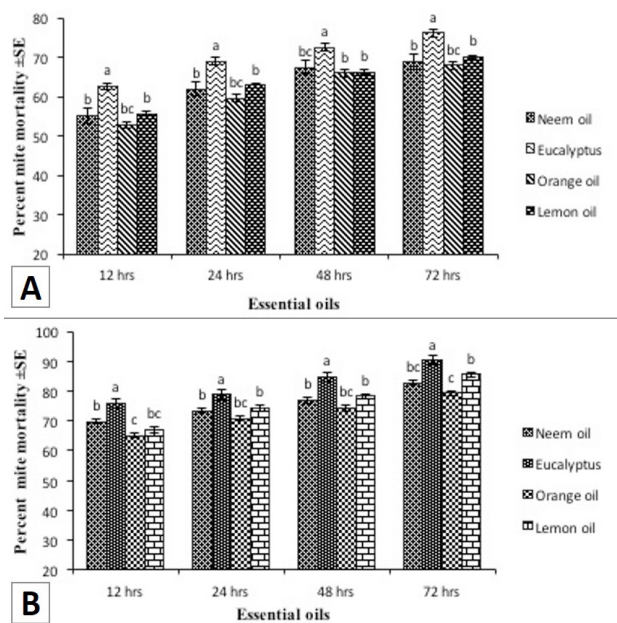 80
70
60
50
40
30
20
Percent mite mortality ±SE
b a bc b
b a bc b
bc a b b
b a bc b
12 hrs 24 hrs 48 hrs 72 hrs
Essential oils
Neem oil
Eucalyptus
Orange oil
Lemon oil
A
100
90
80
70
60
50
40
30
20
Percent mite mortality ±SE
b a c bc
b a bc b
b a bc b
bc a c b
12 hrs 24 hrs 48 hrs 72 hrs
Essential oils
Neem oil
Eucalyptus
Orange oil
Lemon oil
B